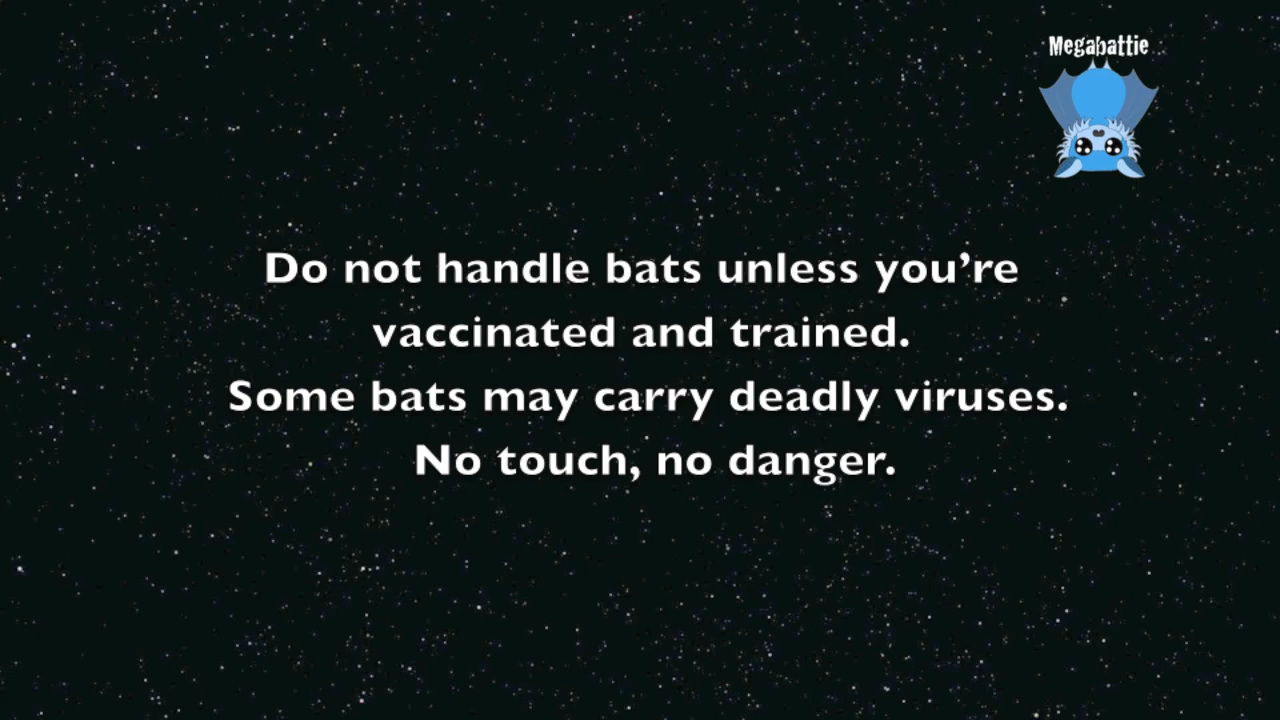 Megabattie
Do not handle bats unless you’re
vaccinated and trained.
Some bats may carry deadly viruses.
No touch, no danger.